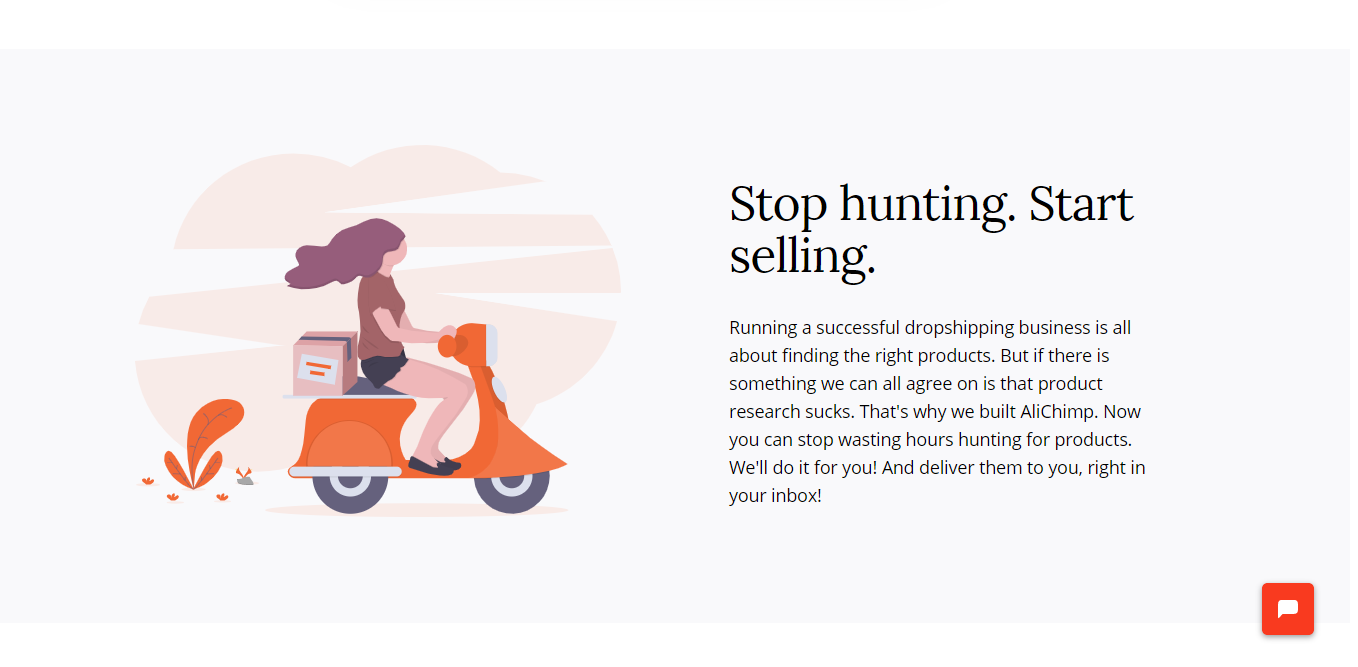 Stop hunting. Start
selling.
Running a successful dropshipping business is all
about finding the right products. But if there is
something we can all agree on is that product
research sucks. That's why we built AliChimp. Now
you can stop wasting hours hunting for products.
We'll do it for you! And deliver them to you, right in
your inbox!